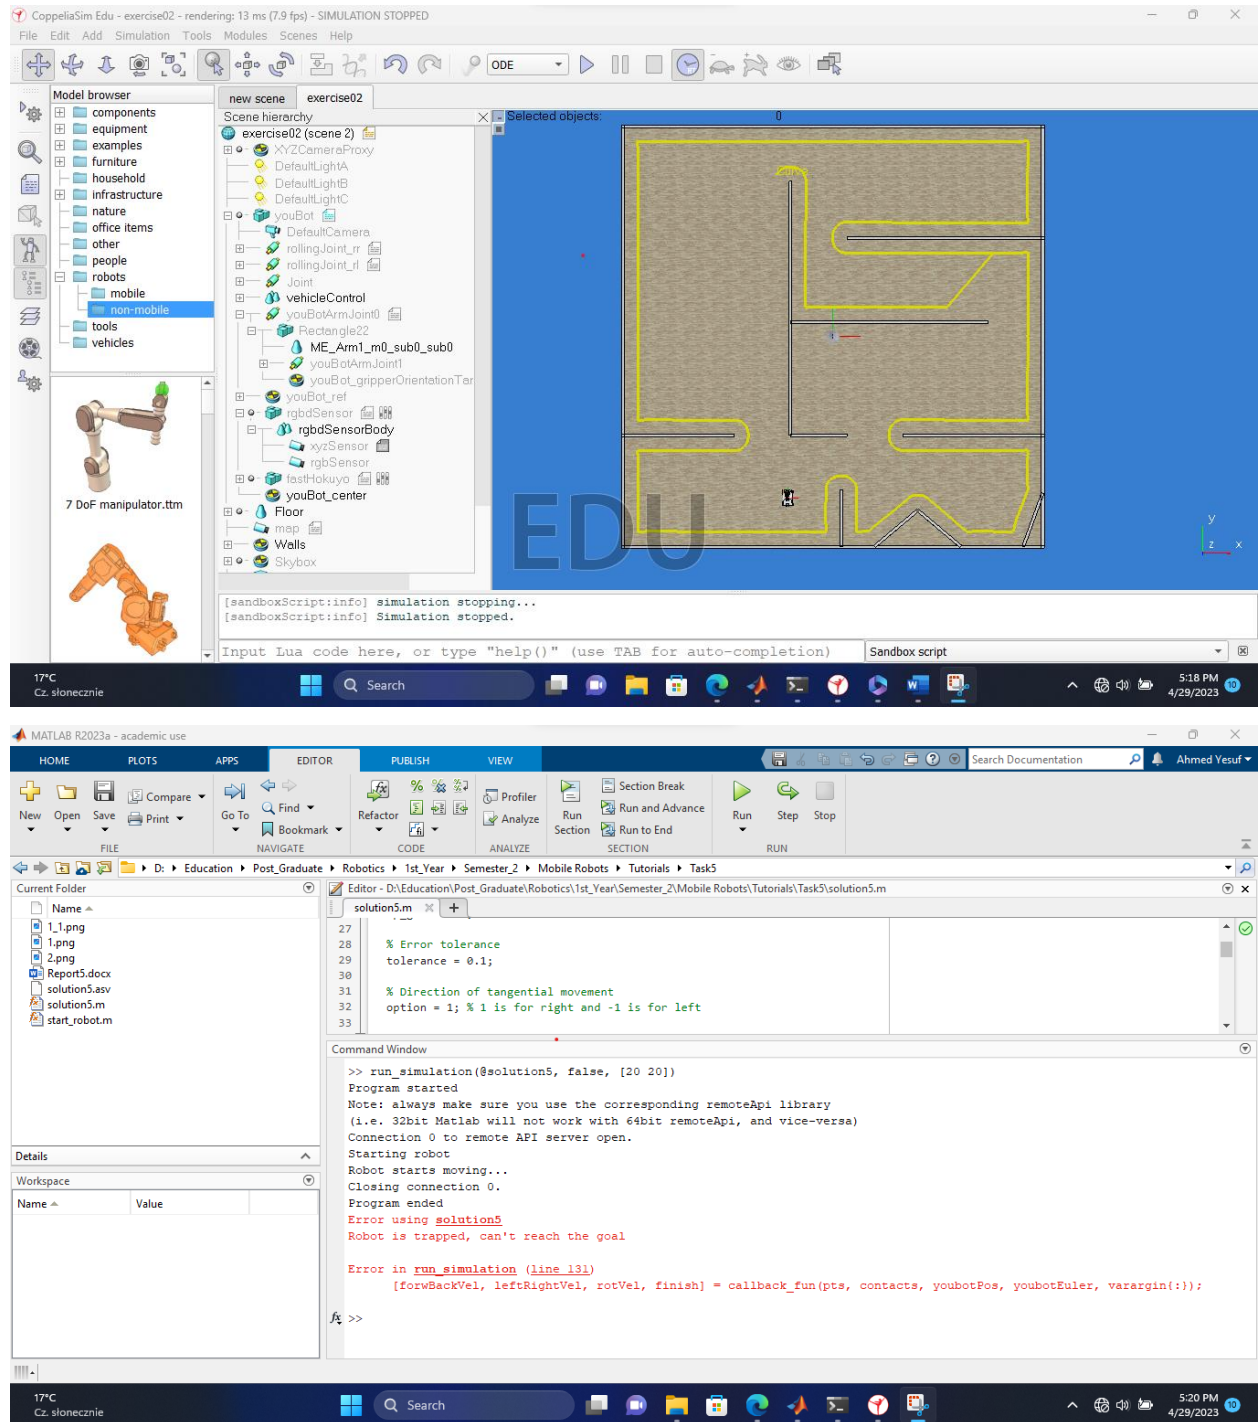 CoppeliaSim Edu - exercise02 - rendering: 13 ms (7.9 fps) - SIMULATION STOPPED
File Edit Add Simulation Tools Modules Scenes Help
ODE
Model browser
components
equipment
examples
furniture
household
infrastructure
nature
office items
other
people
robots
mobile
non-mobile
tools
vehicles
7 DoF manipulator.ttm
new scene exercise02
Scene hierarchy
exercise02 (scene 2)
XYZCameraProxy
DefaultLightA
DefaultLightB
DefaultLightC
youBot
DefaultCamera
rollingJoint_rr
rollingJoint_rl
Joint
vehicleControl
youBotArmJoint0
Rectangle22
ME_Arm1_m0_sub0_sub0
youBotArmJoint1
youBot_gripperOrientationTar
youBot_ref
rgbdSensor
rgbdSensorBody
xyzSensor
rgbSensor
fastHokuyo
youBot_center
Floor
map
Walls
Skybox
Selected objects: 0
EDU
y
z x
[sandboxScript:info] simulation stopping...
[sandboxScript:info] Simulation stopped.
Input Lua code here, or type "help()" (use TAB for auto-completion)
Sandbox script
17°C
Cz. słonecznie
Search
5:18 PM
4/29/2023
10
MATLAB R2023a - academic use
HOME PLOTS APPS EDITOR PUBLISH VIEW
Search Documentation
Ahmed Yesuf
New Open Save
Compare
Print
Go To
Find
Bookmark
Refactor
Profiler
Analyze
Run Section
Section Break
Run and Advance
Run to End
Run Step Stop
FILE NAVIGATE CODE ANALYZE SECTION RUN
D: Education Post_Graduate Robotics 1st_Year Semester_2 Mobile Robots Tutorials Task5
Current Folder
Name
1_1.png
1.png
2.png
Report5.docx
solution5.asv
solution5.m
start_robot.m
Details
Workspace
Name Value
Editor - D:\Education\Post_Graduate\Robotics\1st_Year\Semester_2\Mobile Robots\Tutorials\Task5\solution5.m
solution5.m
27
28 % Error tolerance
29 tolerance = 0.1;
30
31 % Direction of tangential movement
32 option = 1; % 1 is for right and -1 is for left
33
Command Window
>> run_simulation(@solution5, false, [20 20])
Program started
Note: always make sure you use the corresponding remoteApi library
(i.e. 32bit Matlab will not work with 64bit remoteApi, and vice-versa)
Connection 0 to remote API server open.
Starting robot
Robot starts moving...
Closing connection 0.
Program ended
Error using solution5
Robot is trapped, can't reach the goal
Error in run_simulation (line 131)
[forwBackVel, leftRightVel, rotVel, finish] = callback_fun(pts, contacts, youbotPos, youbotEuler, varargin{:});
fx >>
17°C
Cz. słonecznie
Search
5:20 PM
4/29/2023
10